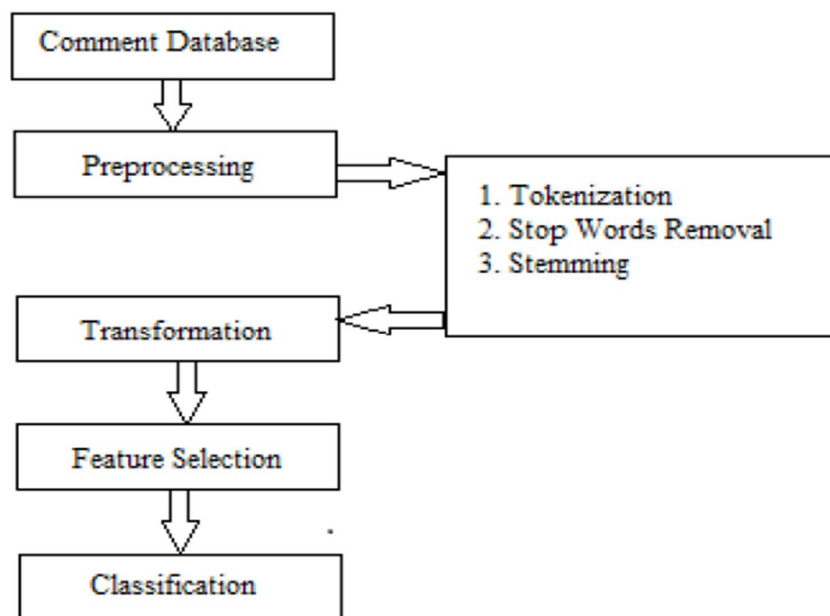 Comment Database
Preprocessing
1. Tokenization
2. Stop Words Removal
3. Stemming
Transformation
Feature Selection
Classification